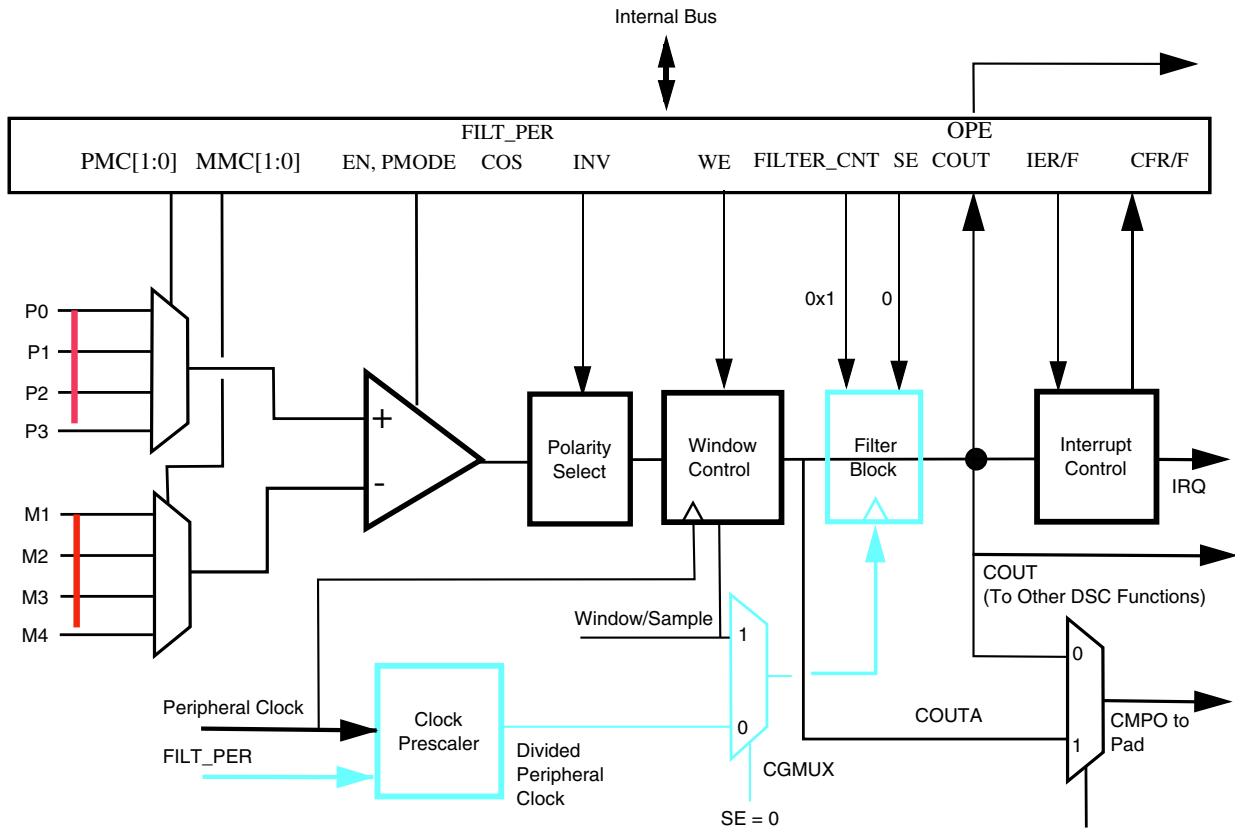 Internal Bus
FILT_PER
OPE
PMC[1:0] MMC[1:0] EN, PMODE COS INV WE FILTER_CNT SE COUT IER/F CFR/F
0x1
0
P0
P1
P2
P3
+
-
Polarity
Select
Window
Control
Filter
Block
Interrupt
Control
IRQ
M1
M2
M3
M4
COUT
(To Other DSC Functions)
Window/Sample
1
0
Peripheral Clock
FILT_PER
Clock
Prescaler
Divided
Peripheral
Clock
CGMUX
SE = 0
COUTA
0
1
CMPO to
Pad